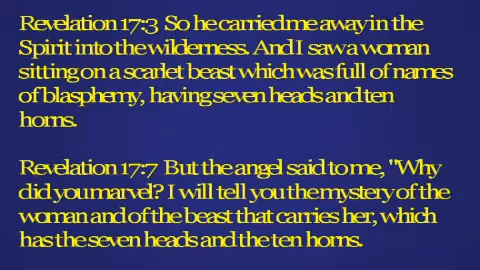 Revelation 17:3 So he carried me away in the
Spirit into the wilderness. And I saw a woman
sitting on a scarlet beast which was full of names
of blasphemy, having seven heads and ten
horns.
Revelation 17:7 But the angel said to me, "Why
did you marvel? I will tell you the mystery of the
woman and of the beast that carries her, which
has the seven heads and the ten horns.